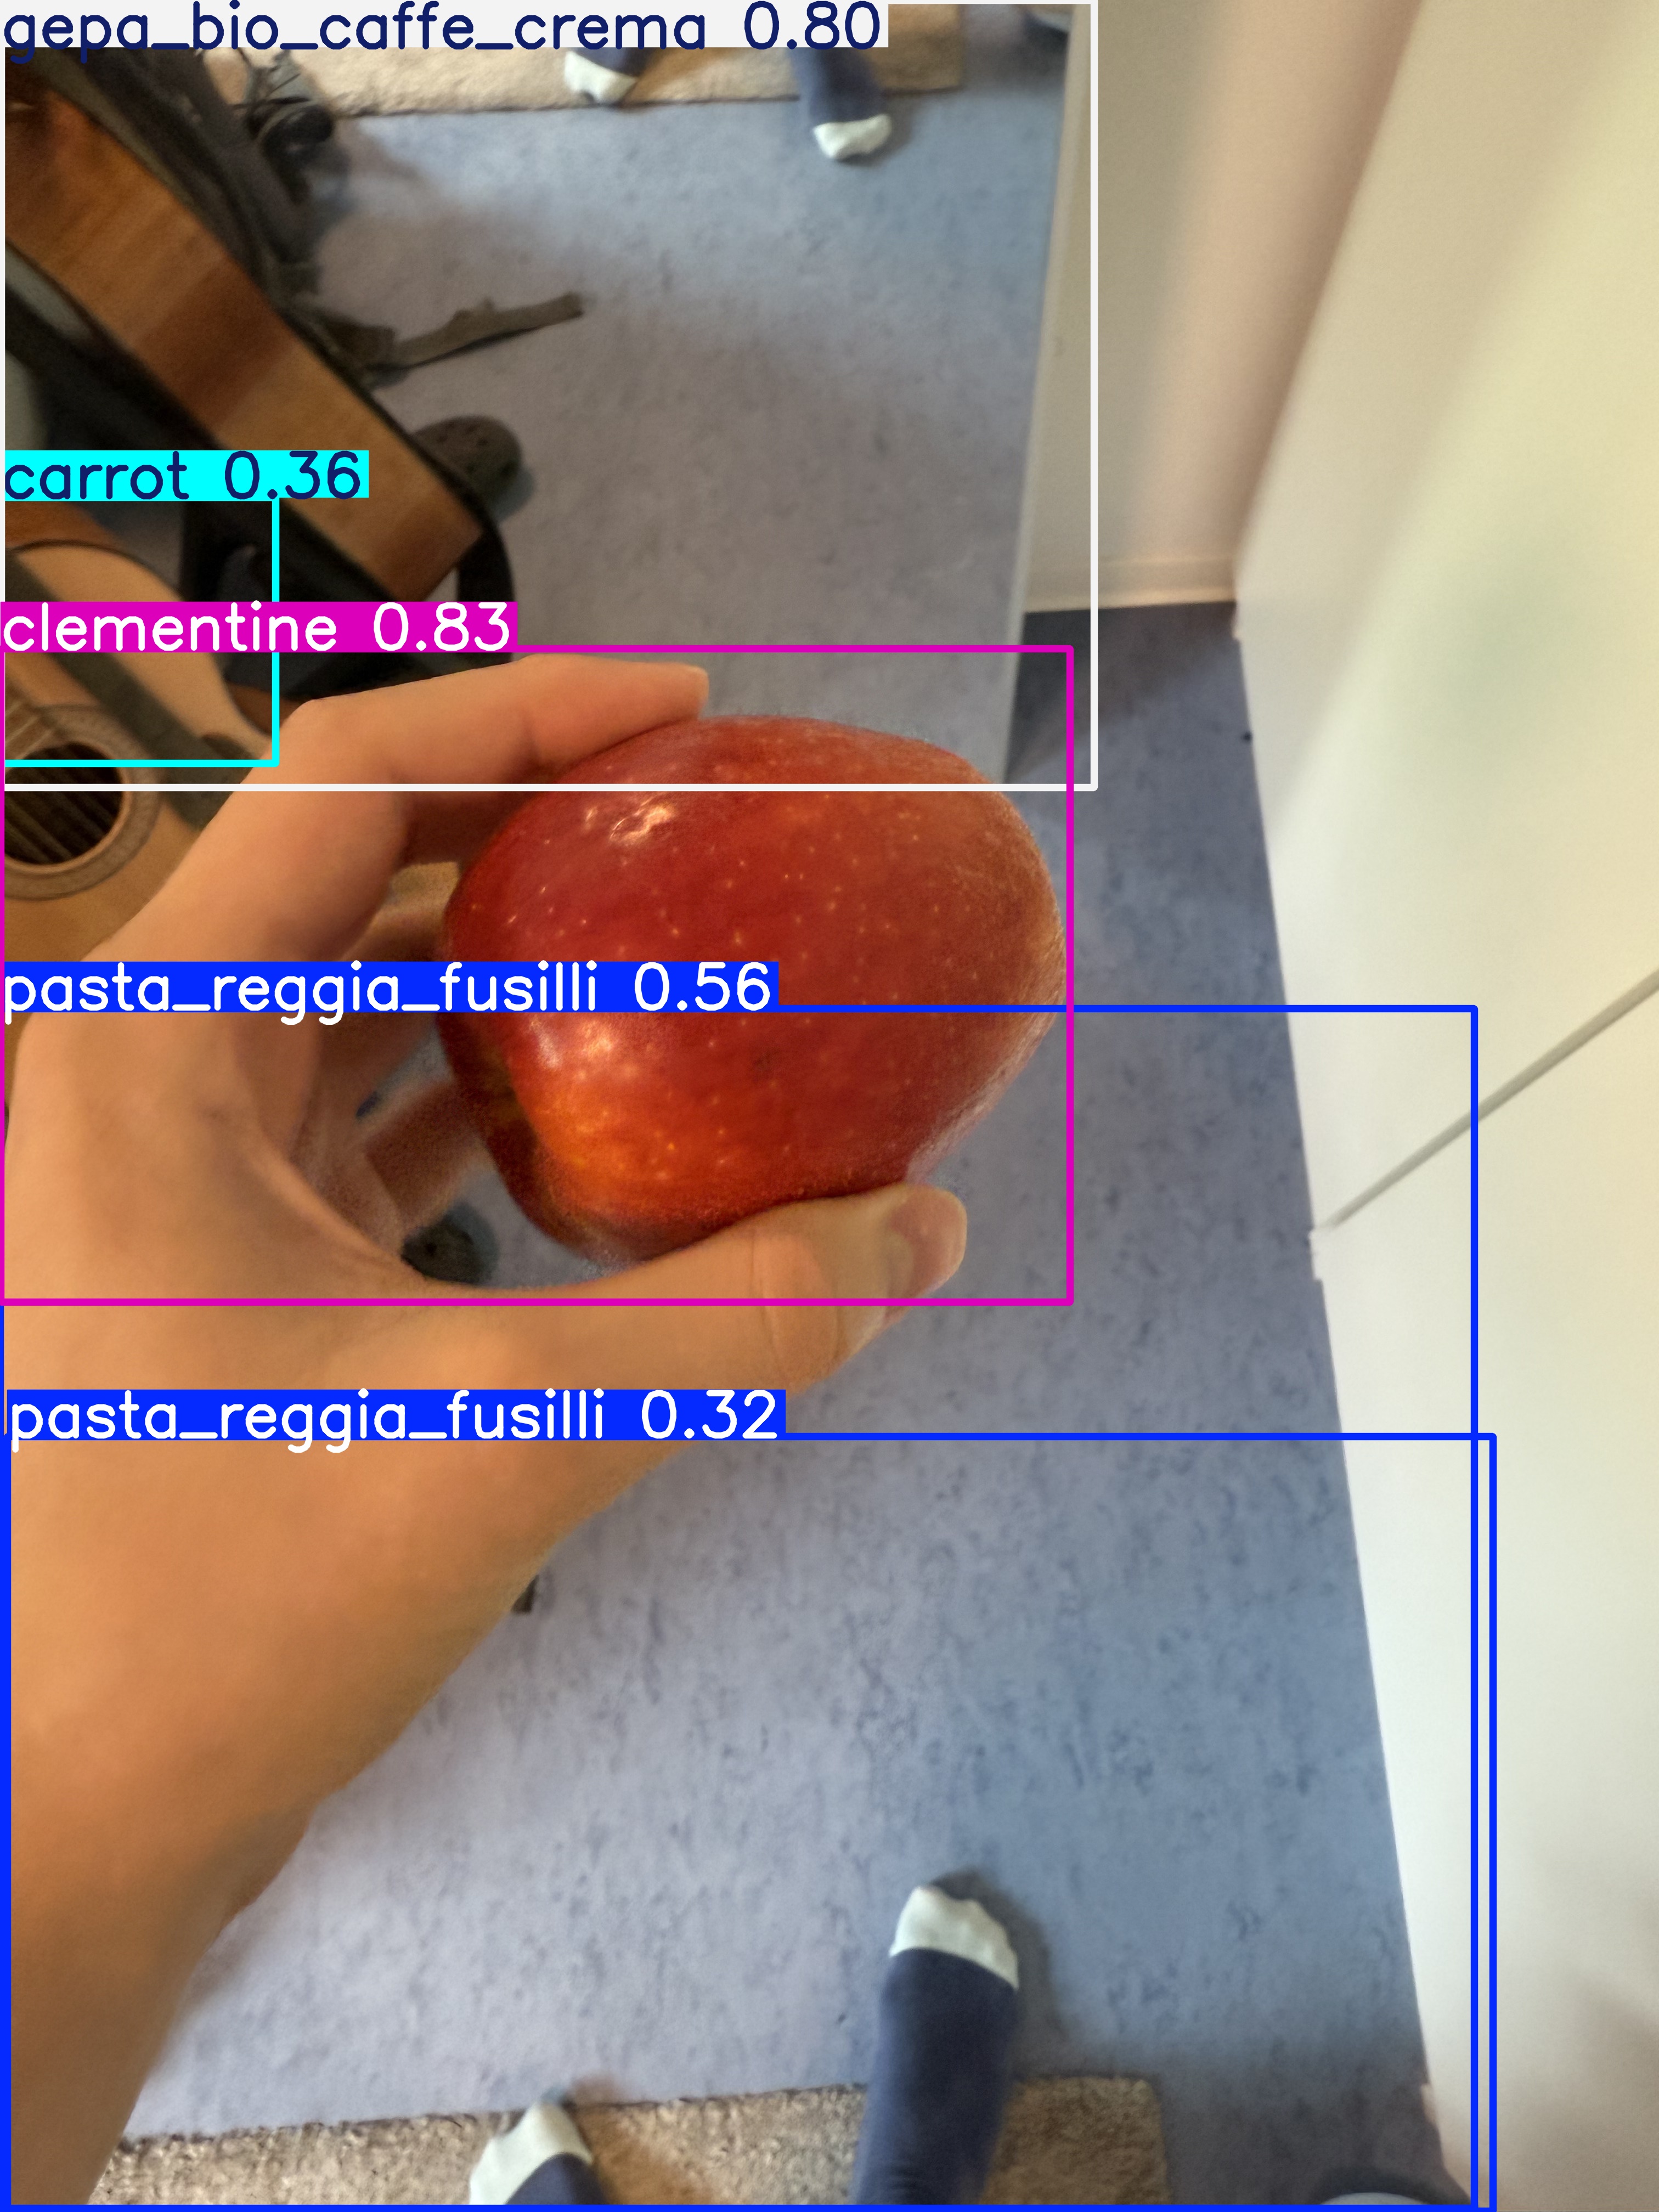 gepa_bio_caffe_crema 0.80
carrot 0.36
clementine 0.83
pasta_reggia_fusilli 0.56
pasta_reggia_fusilli 0.32